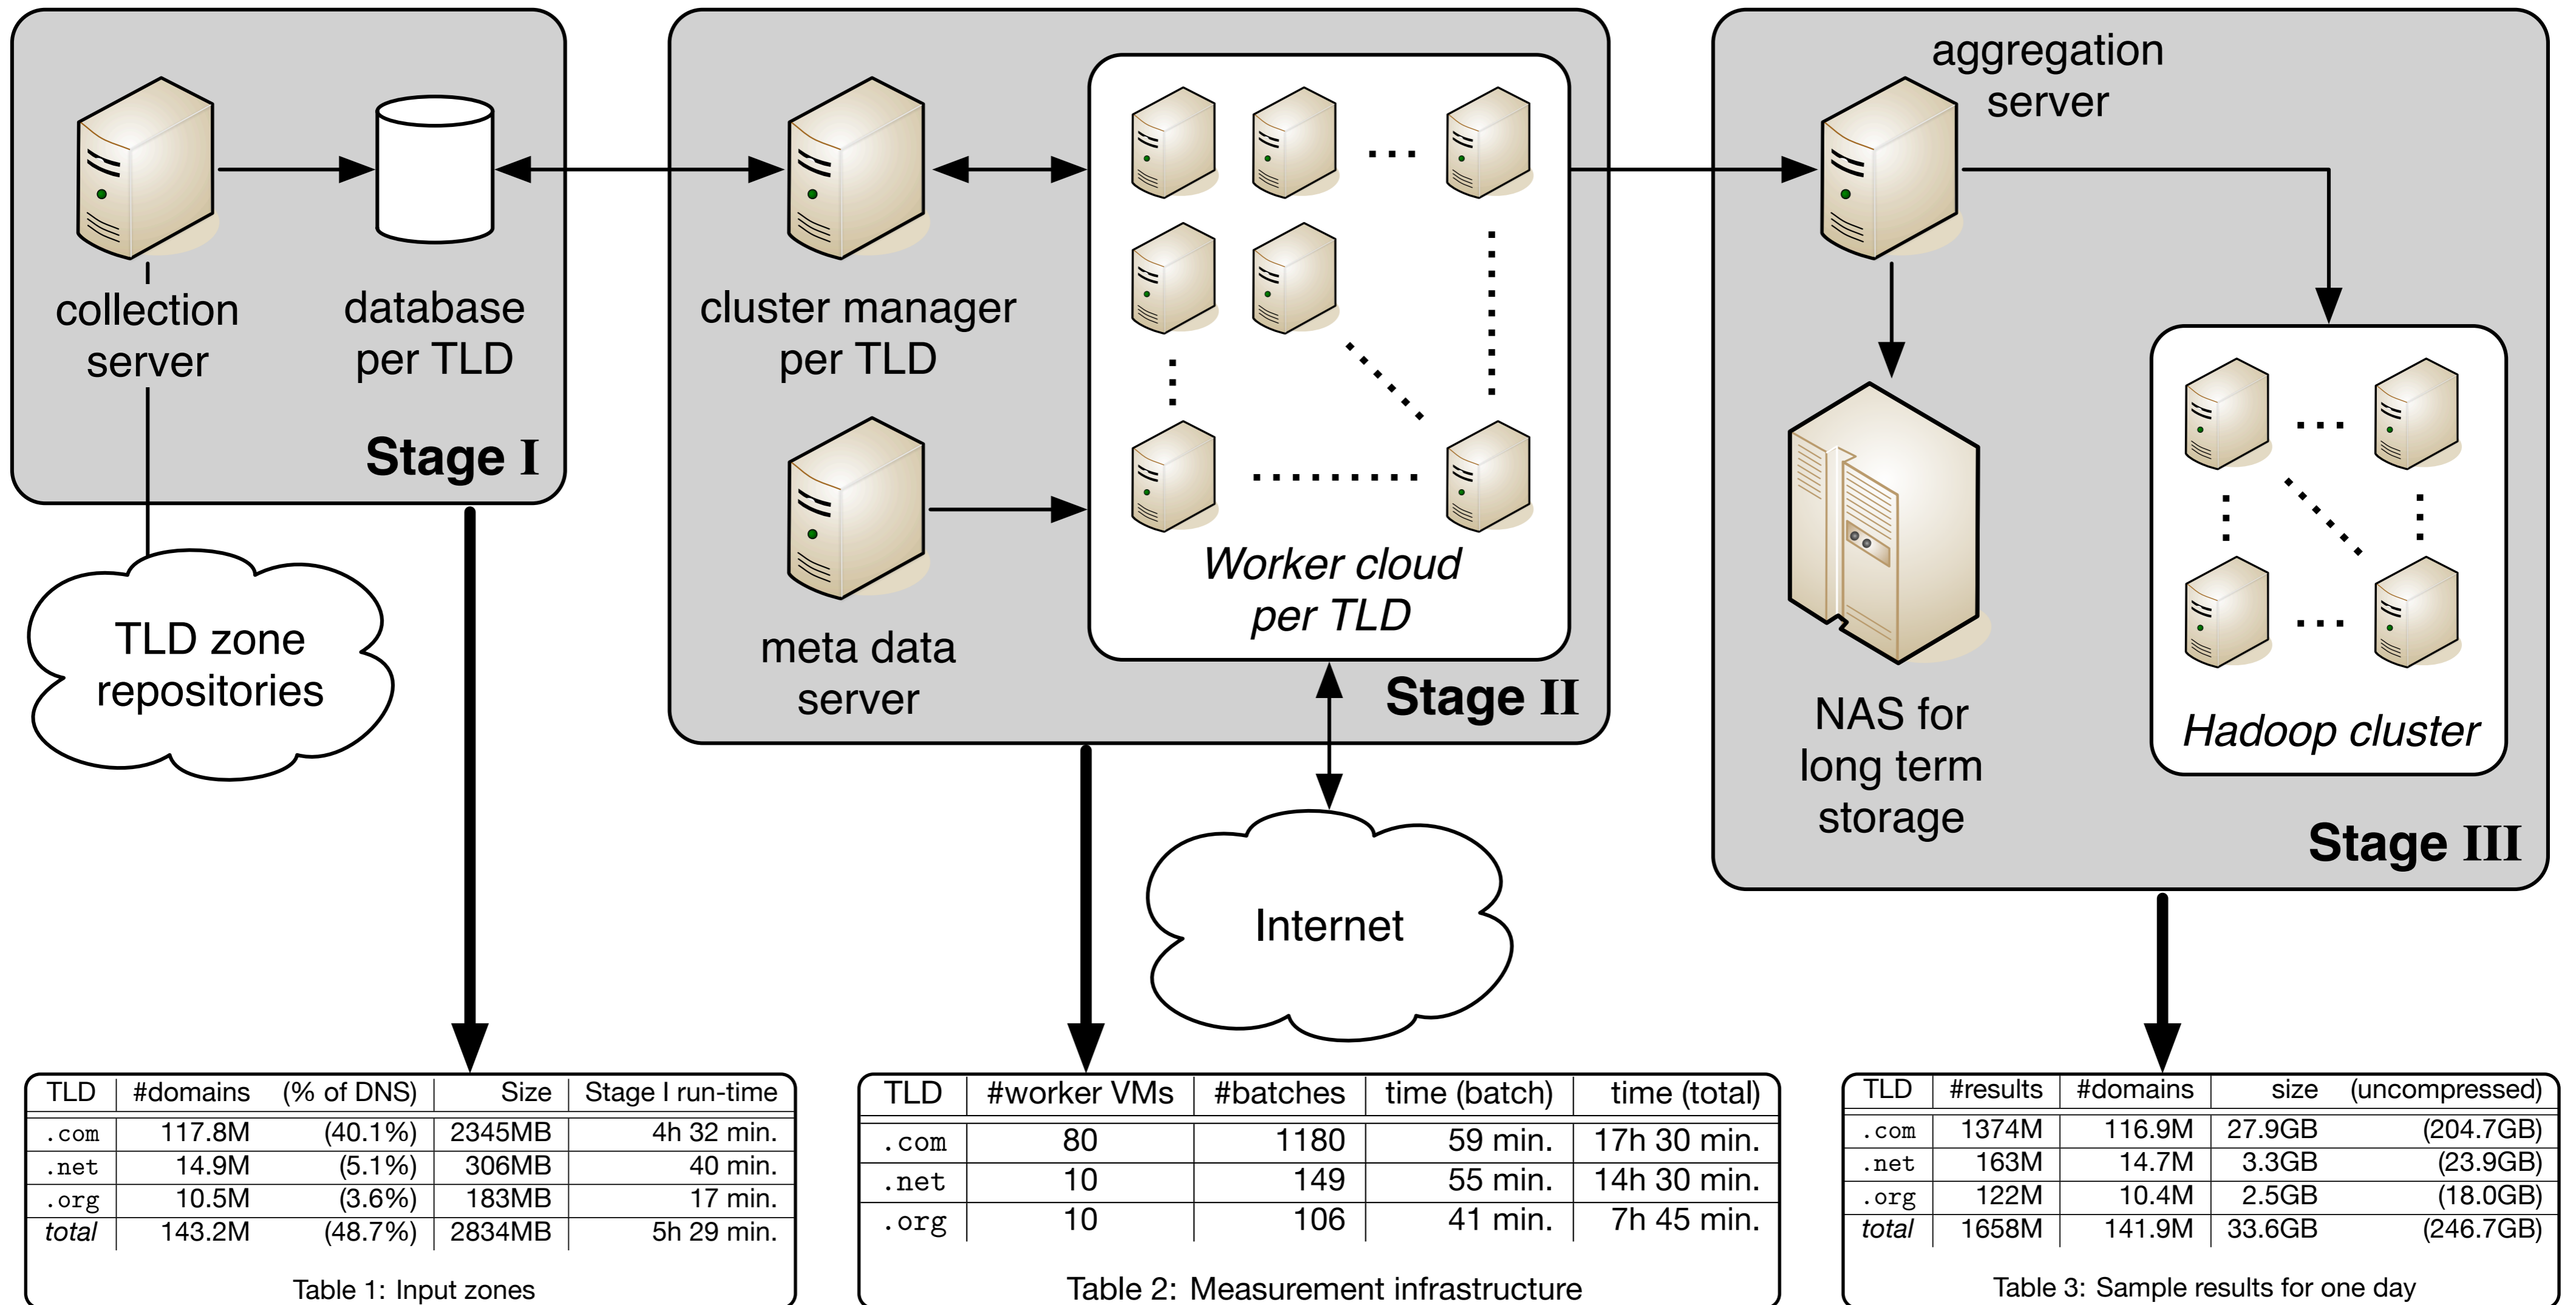 collection
server
database
per TLD
Stage I
TLD zone
repositories
cluster manager
per TLD
meta data
server
Worker cloud
per TLD
Stage II
Internet
aggregation
server
NAS for
long term
storage
Hadoop cluster
Stage III
TLD #domains (% of DNS) Size Stage I run-time
.com 117.8M (40.1%) 2345MB 4h 32 min.
.net 14.9M (5.1%) 306MB 40 min.
.org 10.5M (3.6%) 183MB 17 min.
total 143.2M (48.7%) 2834MB 5h 29 min.
Table 1: Input zones
TLD #worker VMs #batches time (batch) time (total)
.com 80 1180 59 min. 17h 30 min.
.net 10 149 55 min. 14h 30 min.
.org 10 106 41 min. 7h 45 min.
Table 2: Measurement infrastructure
TLD #results #domains size (uncompressed)
.com 1374M 116.9M 27.9GB (204.7GB)
.net 163M 14.7M 3.3GB (23.9GB)
.org 122M 10.4M 2.5GB (18.0GB)
total 1658M 141.9M 33.6GB (246.7GB)
Table 3: Sample results for one day